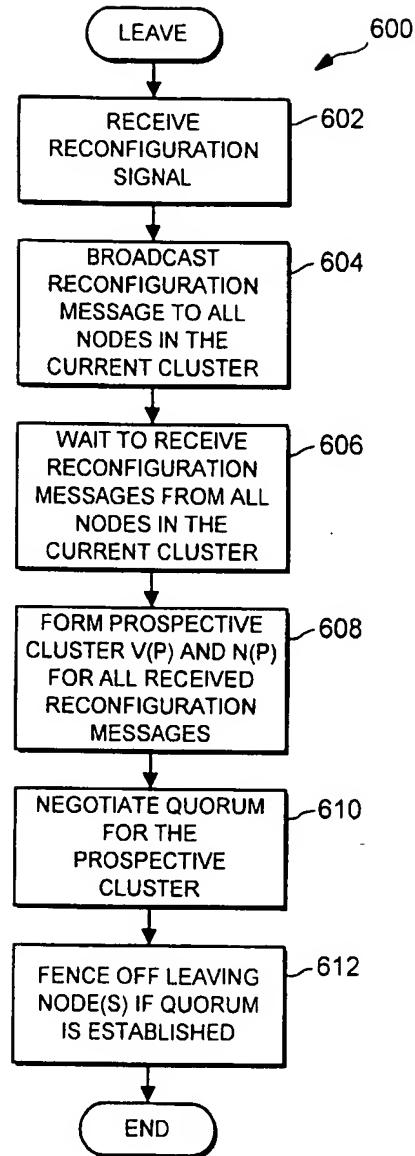 LEAVE
600
RECEIVE
RECONFIGURATION
SIGNAL
602
BROADCAST
RECONFIGURATION
MESSAGE TO ALL
NODES IN THE
CURRENT CLUSTER
604
WAIT TO RECEIVE
RECONFIGURATION
MESSAGES FROM ALL
NODES IN THE
CURRENT CLUSTER
606
FORM PROSPECTIVE
CLUSTER V(P) AND N(P)
FOR ALL RECEIVED
RECONFIGURATION
MESSAGES
608
NEGOTIATE QUORUM
FOR THE
PROSPECTIVE
CLUSTER
610
FENCE OFF LEAVING
NODE(S) IF QUORUM
IS ESTABLISHED
612
END